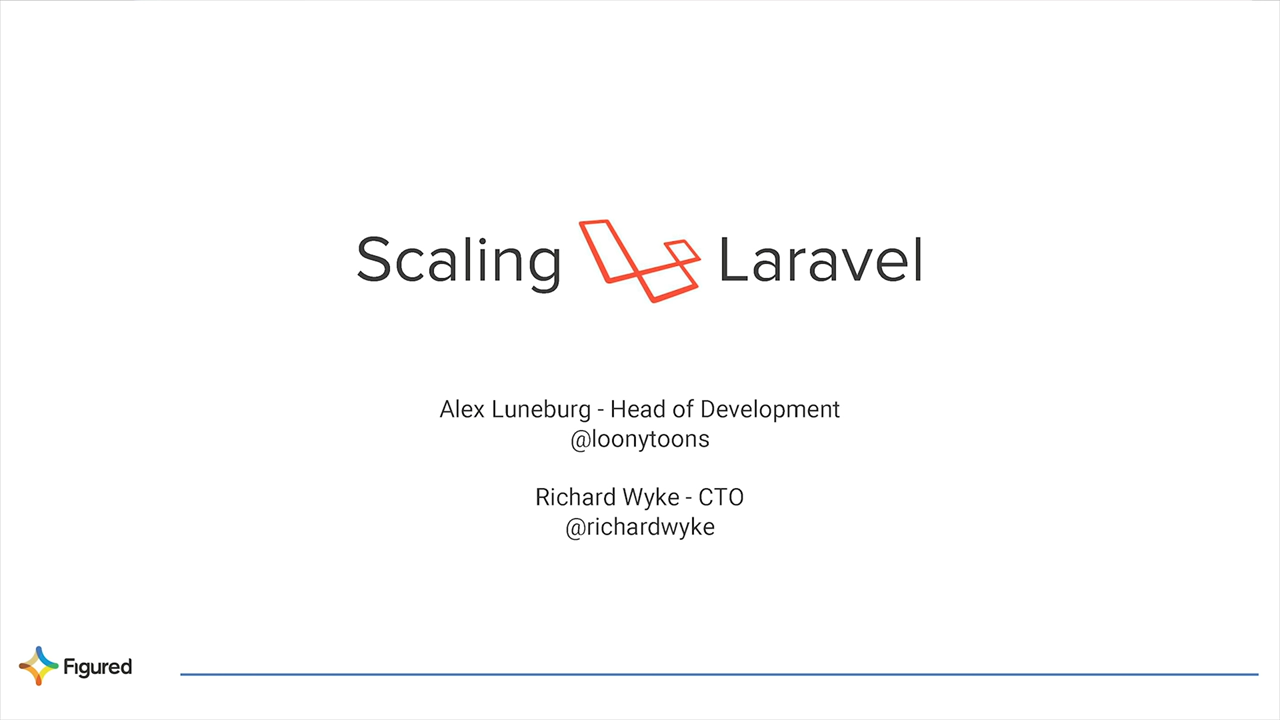 Scaling Laravel
Alex Luneburg - Head of Development
@loonytoons
Richard Wyke - CTO
@richardwyke
Figured